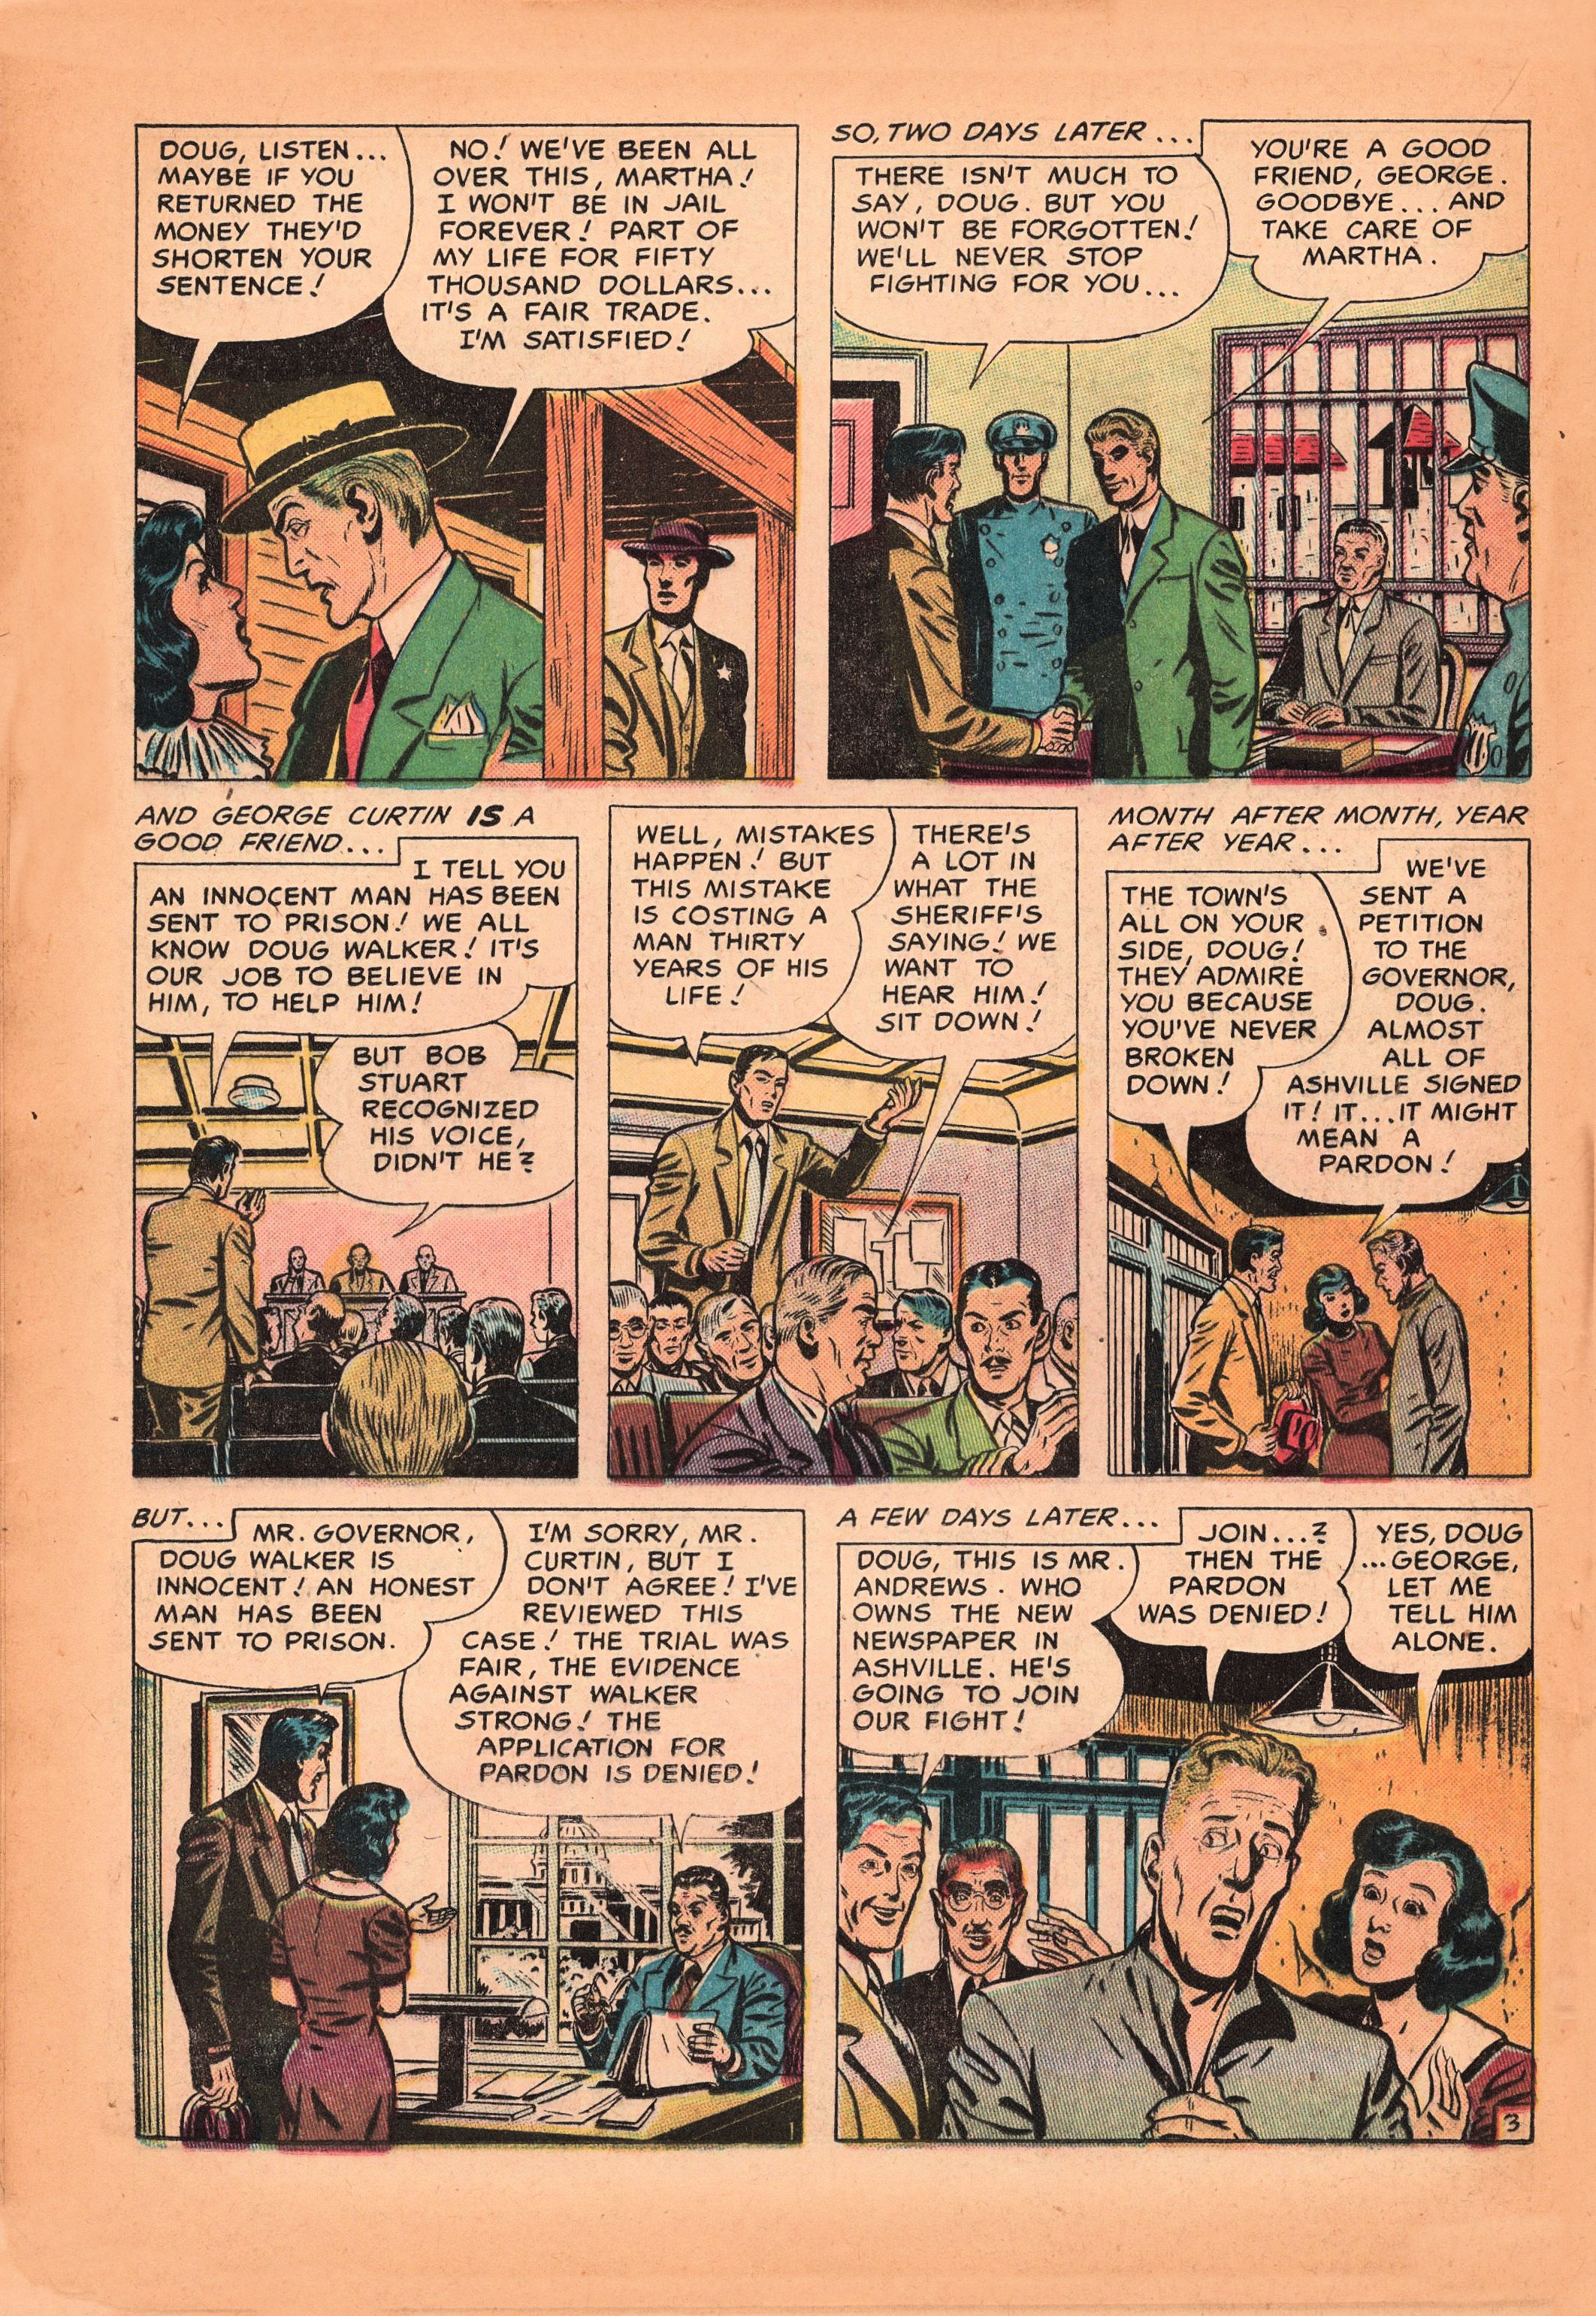 DOUG, LISTEN...
MAYBE IF YOU
RETURNED THE
MONEY THEY'D
SHORTEN YOUR
SENTENCE!
NO! WE'VE BEEN ALL
OVER THIS, MARTHA!
I WON'T BE IN JAIL
FOREVER! PART OF
MY LIFE FOR FIFTY
THOUSAND DOLLARS...
IT'S A FAIR TRADE.
I'M SATISFIED!
SO, TWO DAYS LATER...
THERE ISN'T MUCH TO
SAY, DOUG. BUT YOU
WON'T BE FORGOTTEN!
WE'LL NEVER STOP
FIGHTING FOR YOU...
YOU'RE A GOOD
FRIEND, GEORGE.
GOODBYE... AND
TAKE CARE OF
MARTHA.
AND GEORGE CURTIN IS A
GOOD FRIEND...
I TELL YOU
AN INNOCENT MAN HAS BEEN
SENT TO PRISON! WE ALL
KNOW DOUG WALKER! IT'S
OUR JOB TO BELIEVE IN
HIM, TO HELP HIM!
BUT BOB
STUART
RECOGNIZED
HIS VOICE,
DIDN'T HE?
WELL, MISTAKES
HAPPEN! BUT
THIS MISTAKE
IS COSTING A
MAN THIRTY
YEARS OF HIS
LIFE!
THERE'S
A LOT IN
WHAT THE
SHERIFF'S
SAYING! WE
WANT TO
HEAR HIM!
SIT DOWN!
MONTH AFTER MONTH, YEAR
AFTER YEAR...
THE TOWN'S
ALL ON YOUR
SIDE, DOUG!
THEY ADMIRE
YOU BECAUSE
YOU'VE NEVER
BROKEN
DOWN!
WE'VE
SENT A
PETITION
TO THE
GOVERNOR,
DOUG.
ALMOST
ALL OF
ASHVILLE SIGNED
IT! IT...IT MIGHT
MEAN A
PARDON!
BUT...
MR. GOVERNOR,
DOUG WALKER IS
INNOCENT! AN HONEST
MAN HAS BEEN
SENT TO PRISON.
I'M SORRY, MR.
CURTIN, BUT I
DON'T AGREE! I'VE
REVIEWED THIS
CASE! THE TRIAL WAS
FAIR, THE EVIDENCE
AGAINST WALKER
STRONG! THE
APPLICATION FOR
PARDON IS DENIED!
A FEW DAYS LATER...
DOUG, THIS IS MR.
ANDREWS. WHO
OWNS THE NEW
NEWSPAPER IN
ASHVILLE. HE'S
GOING TO JOIN
OUR FIGHT!
JOIN...?
THEN THE
PARDON
WAS DENIED!
YES, DOUG
...GEORGE,
LET ME
TELL HIM
ALONE.
3